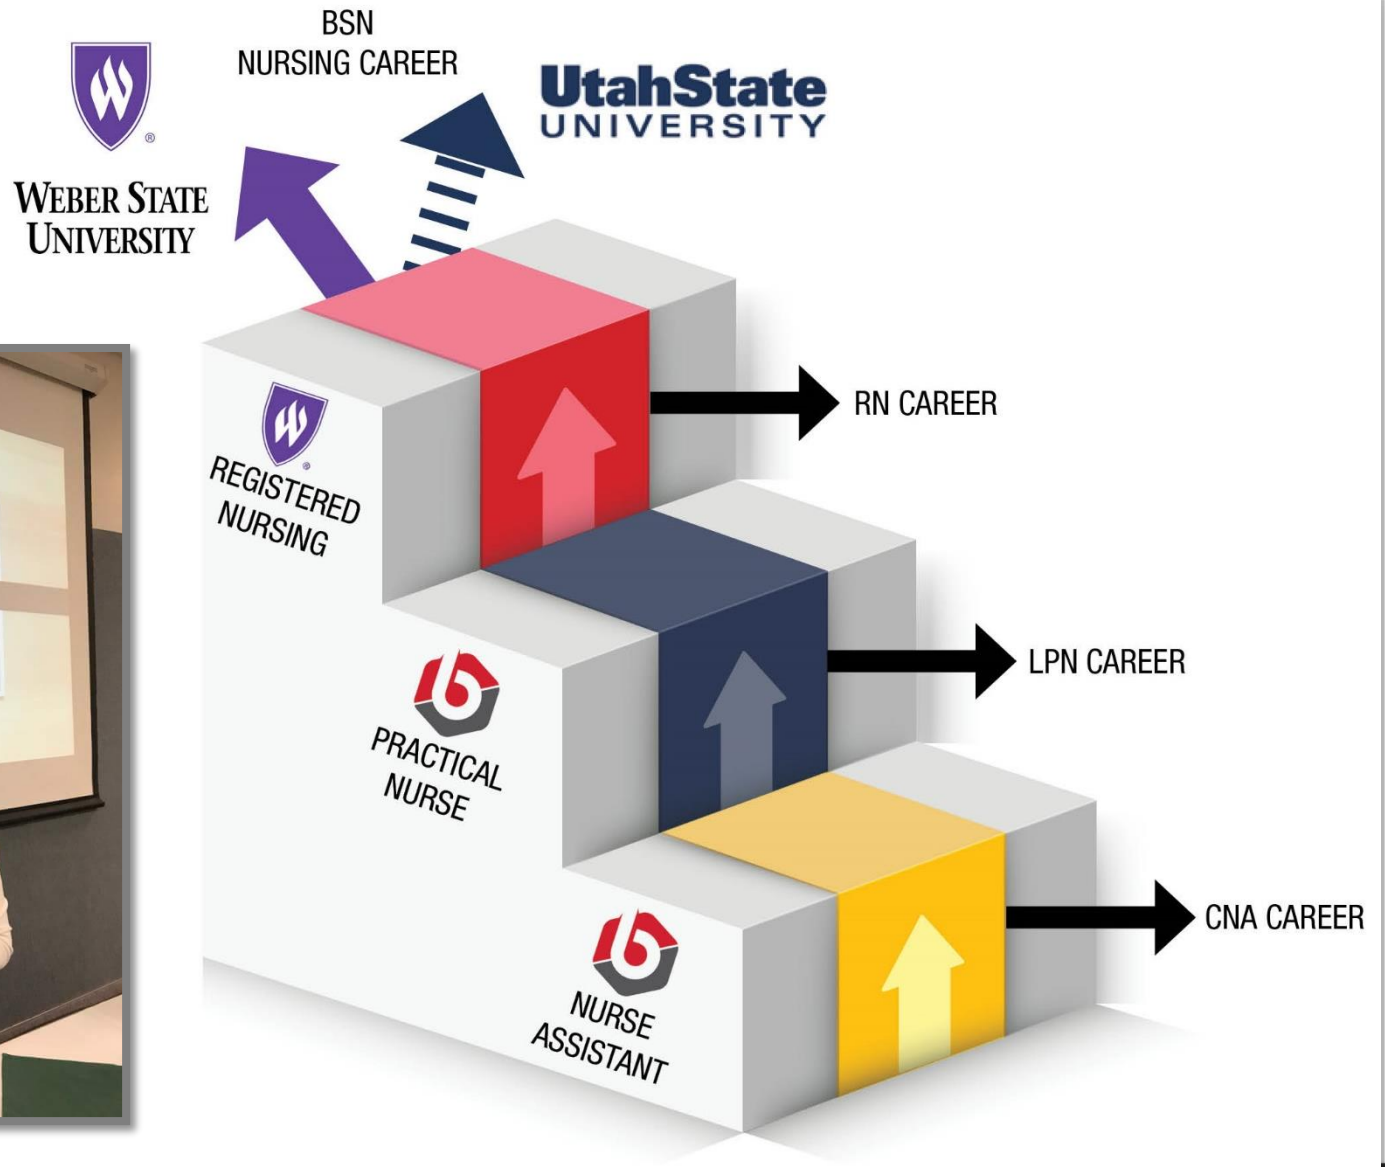 BSN
NURSING CAREER
UtahState
UNIVERSITY
W
®
WEBER STATE
UNIVERSITY
RN CAREER
W
®
REGISTERED
NURSING
LPN CAREER
b
PRACTICAL
NURSE
CNA CAREER
b
NURSE
ASSISTANT